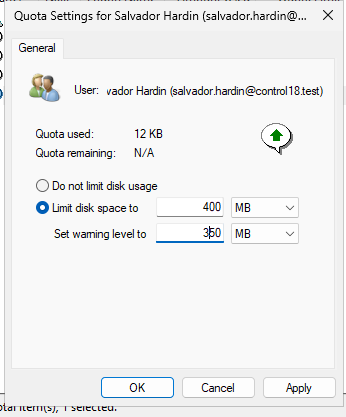 Quota Settings for Salvador Hardin (salvador.hardin@...
General
User: vador Hardin (salvador.hardin@control18.test)
Quota used: 12 KB
Quota remaining: N/A
Do not limit disk usage
Limit disk space to 400 MB
Set warning level to 350 MB
OK Cancel Apply
otal item(s), 1 selected.